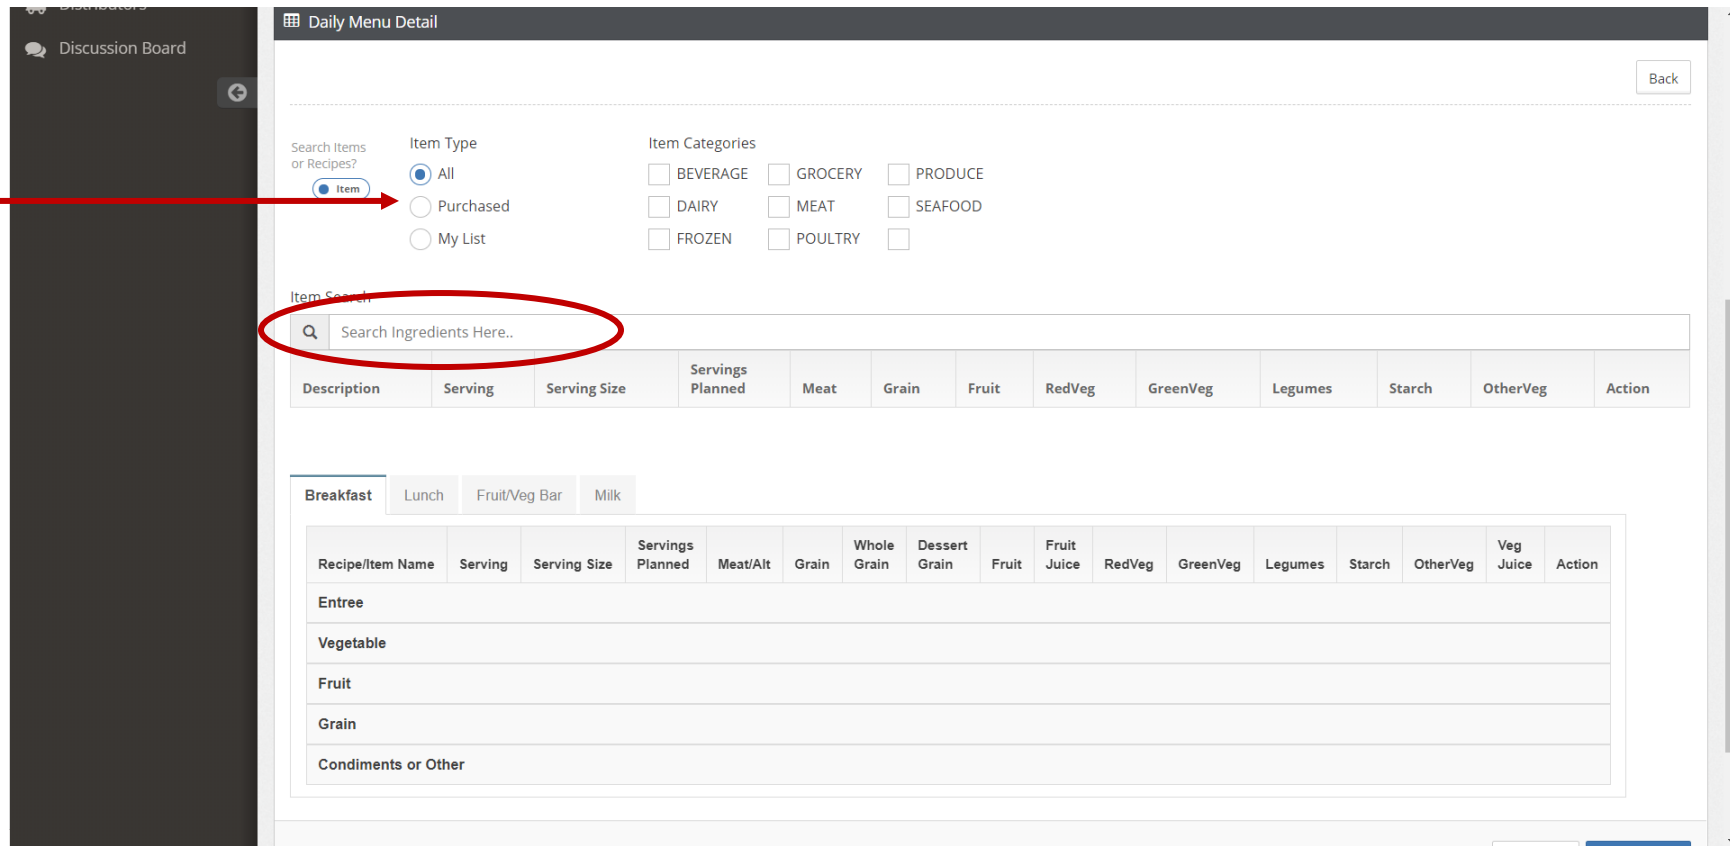 Distributors
Discussion Board
Daily Menu Detail
Back
Search Items
or Recipes?
Item
Item Type
All
Purchased
My List
Item Categories
BEVERAGE GROCERY PRODUCE
DAIRY MEAT SEAFOOD
FROZEN POULTRY
Item Search
Search Ingredients Here..
Description Serving Serving Size Servings Planned Meat Grain Fruit RedVeg GreenVeg Legumes Starch OtherVeg Action
Breakfast Lunch Fruit/Veg Bar Milk
Recipe/Item Name Serving Serving Size Servings Planned Meat/Alt Grain Whole Grain Dessert Grain Fruit Fruit Juice RedVeg GreenVeg Legumes Starch OtherVeg Veg Juice Action
Entree
Vegetable
Fruit
Grain
Condiments or Other